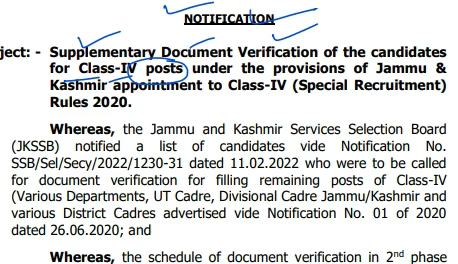 NOTIFICATION
ject: - Supplementary Document Verification of the candidates
for Class-IV posts under the provisions of Jammu &
Kashmir appointment to Class-IV (Special Recruitment)
Rules 2020.
Whereas, the Jammu and Kashmir Services Selection Board
(JKSSB) notified a list of candidates vide Notification No.
SSB/Sel/Secy/2022/1230-31 dated 11.02.2022 who were to be called
for document verification for filling remaining posts of Class-IV
(Various Departments, UT Cadre, Divisional Cadre Jammu/Kashmir and
various District Cadres advertised vide Notification No. 01 of 2020
dated 26.06.2020; and
Whereas, the schedule of document verification in 2nd phase